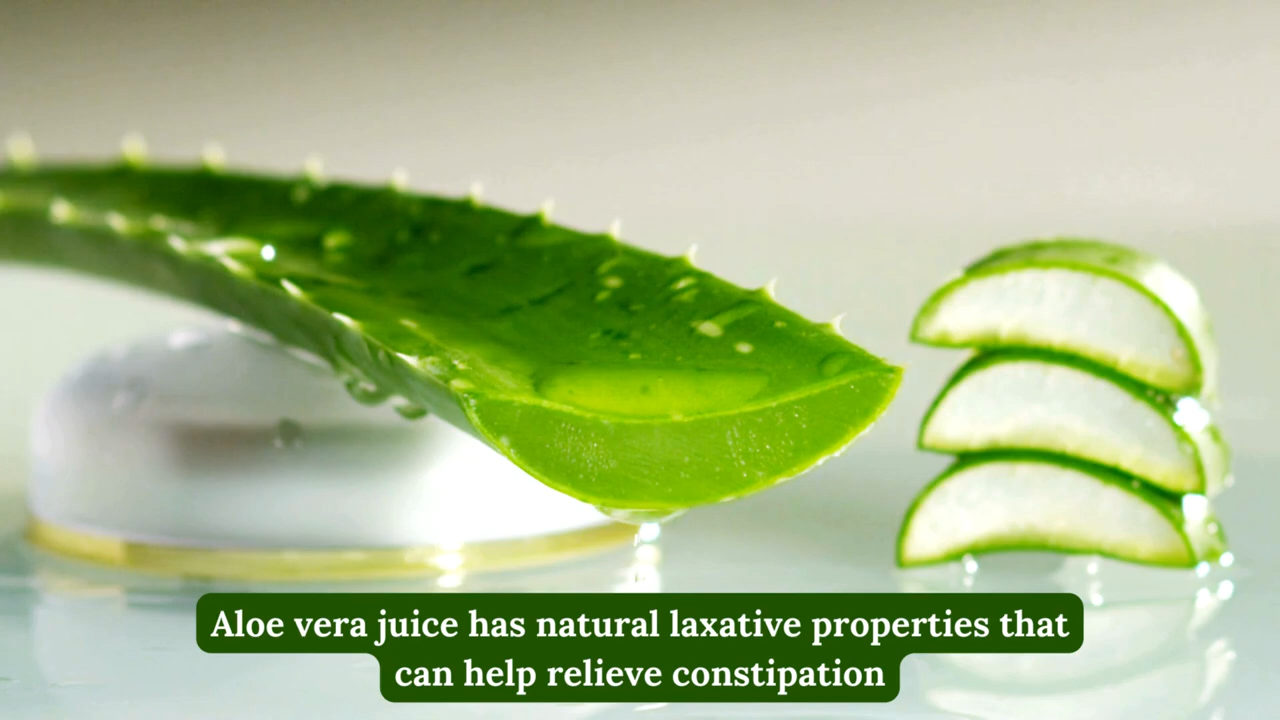 Aloe vera juice has natural laxative properties that
can help relieve constipation